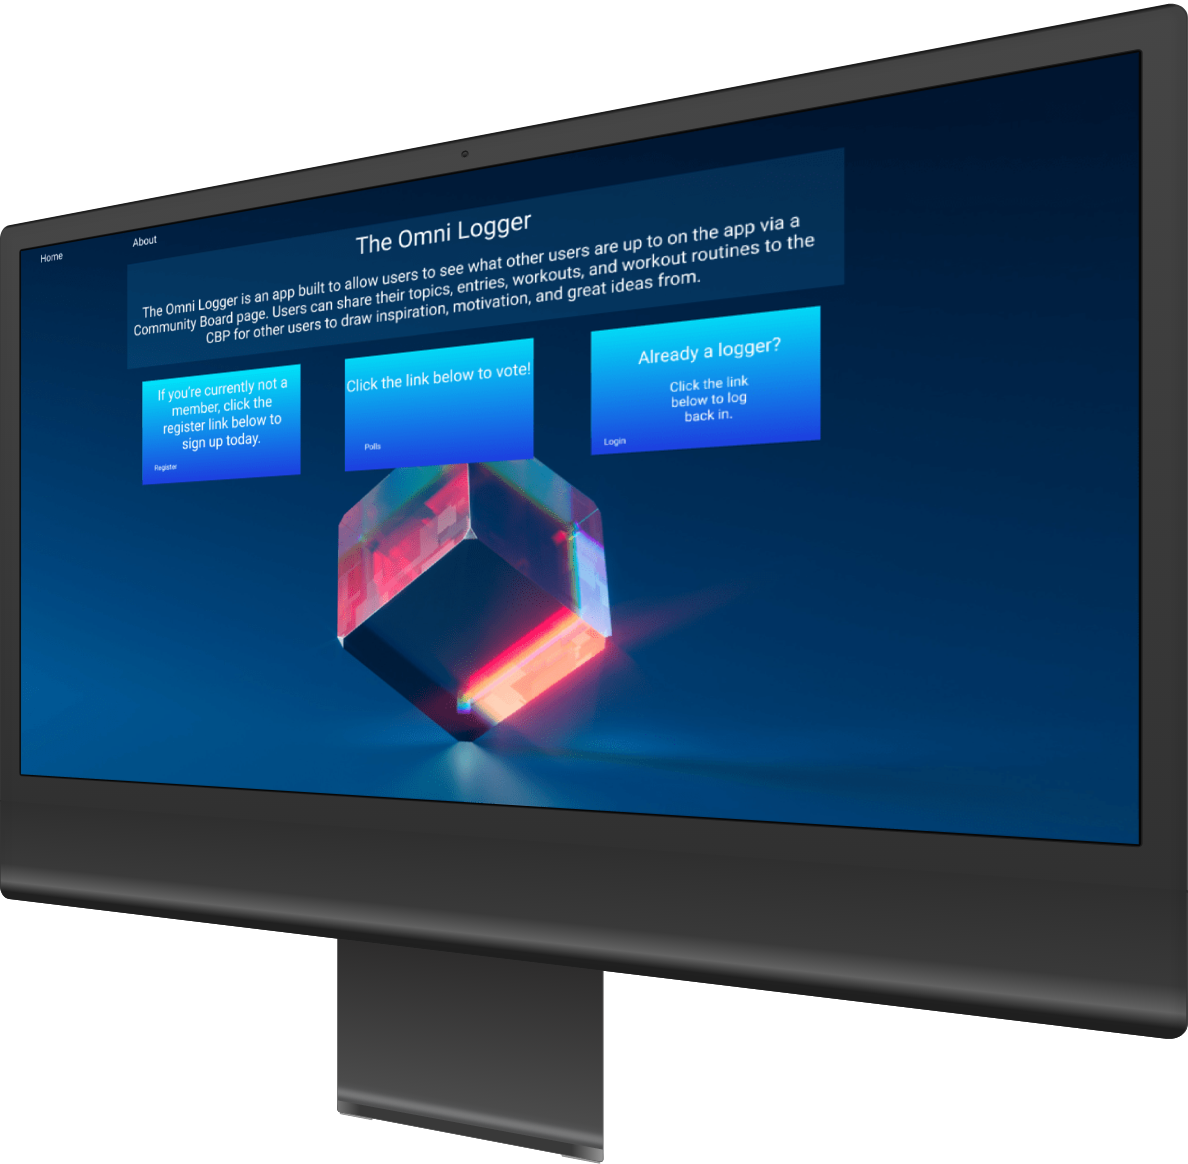 Home
About
The Omni Logger
The Omni Logger is an app built to allow users to see what other users are up to on the app via a
Community Board page. Users can share their topics, entries, workouts, and workout routines to the
CBP for other users to draw inspiration, motivation, and great ideas from.
If you're currently not a
member, click the
register link below to
sign up today.
Register
Click the link below to vote!
Polls
Already a logger?
Click the link
below to log
back in.
Login